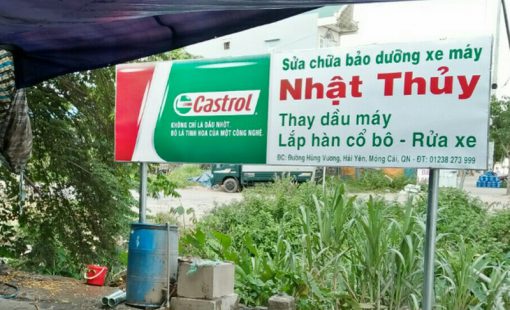 Castrol
KHÔNG CHỈ LÀ DẦU NHỚT
ĐÓ LÀ TINH HOA CỦA MỘT CÔNG NGHỆ
Sửa chữa bảo dưỡng xe máy
Nhật Thủy
Thay dầu máy
Lắp hàn cổ bô - Rửa xe
ĐC: Đường Hùng Vương, Hải Yên, Móng Cái, QN - ĐT: 01238 273 999